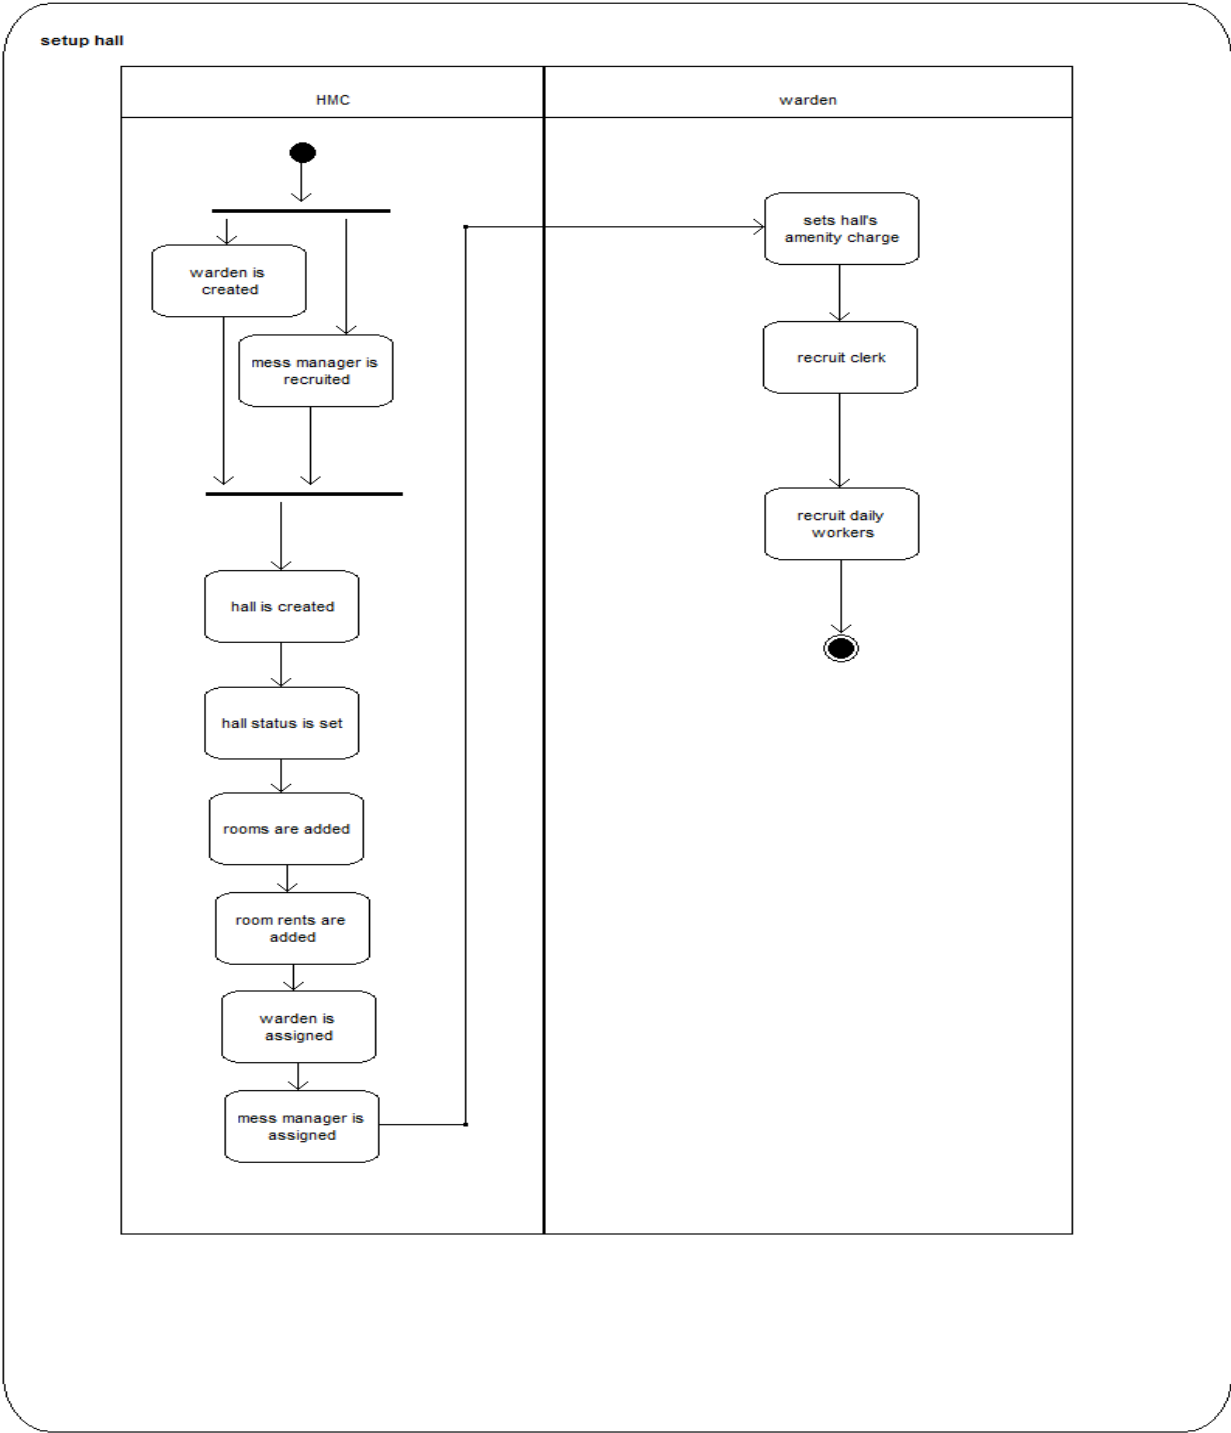 setup hall
HMC
warden
warden is
created
mess manager is
recruited
hall is created
hall status is set
rooms are added
room rents are
added
warden is
assigned
mess manager is
assigned
sets hall's
amenity charge
recruit clerk
recruit daily
workers